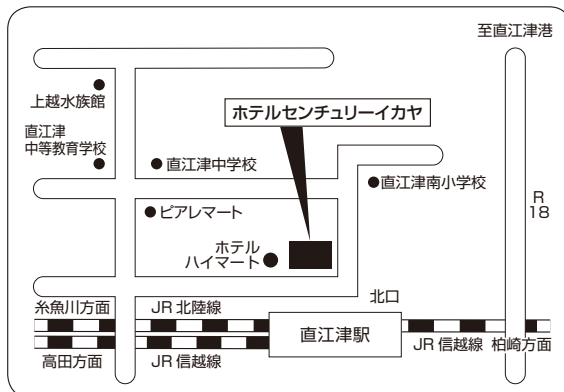 至直江津港
上越水族館
ホテルセンチュリーイカヤ
直江津
中等教育学校
直江津中学校
直江津南小学校
ピアレマート
R
18
ホテル
ハイマート
北口
糸魚川方面
JR 北陸線
直江津駅
JR 信越線
柏崎方面
高田方面
JR 信越線